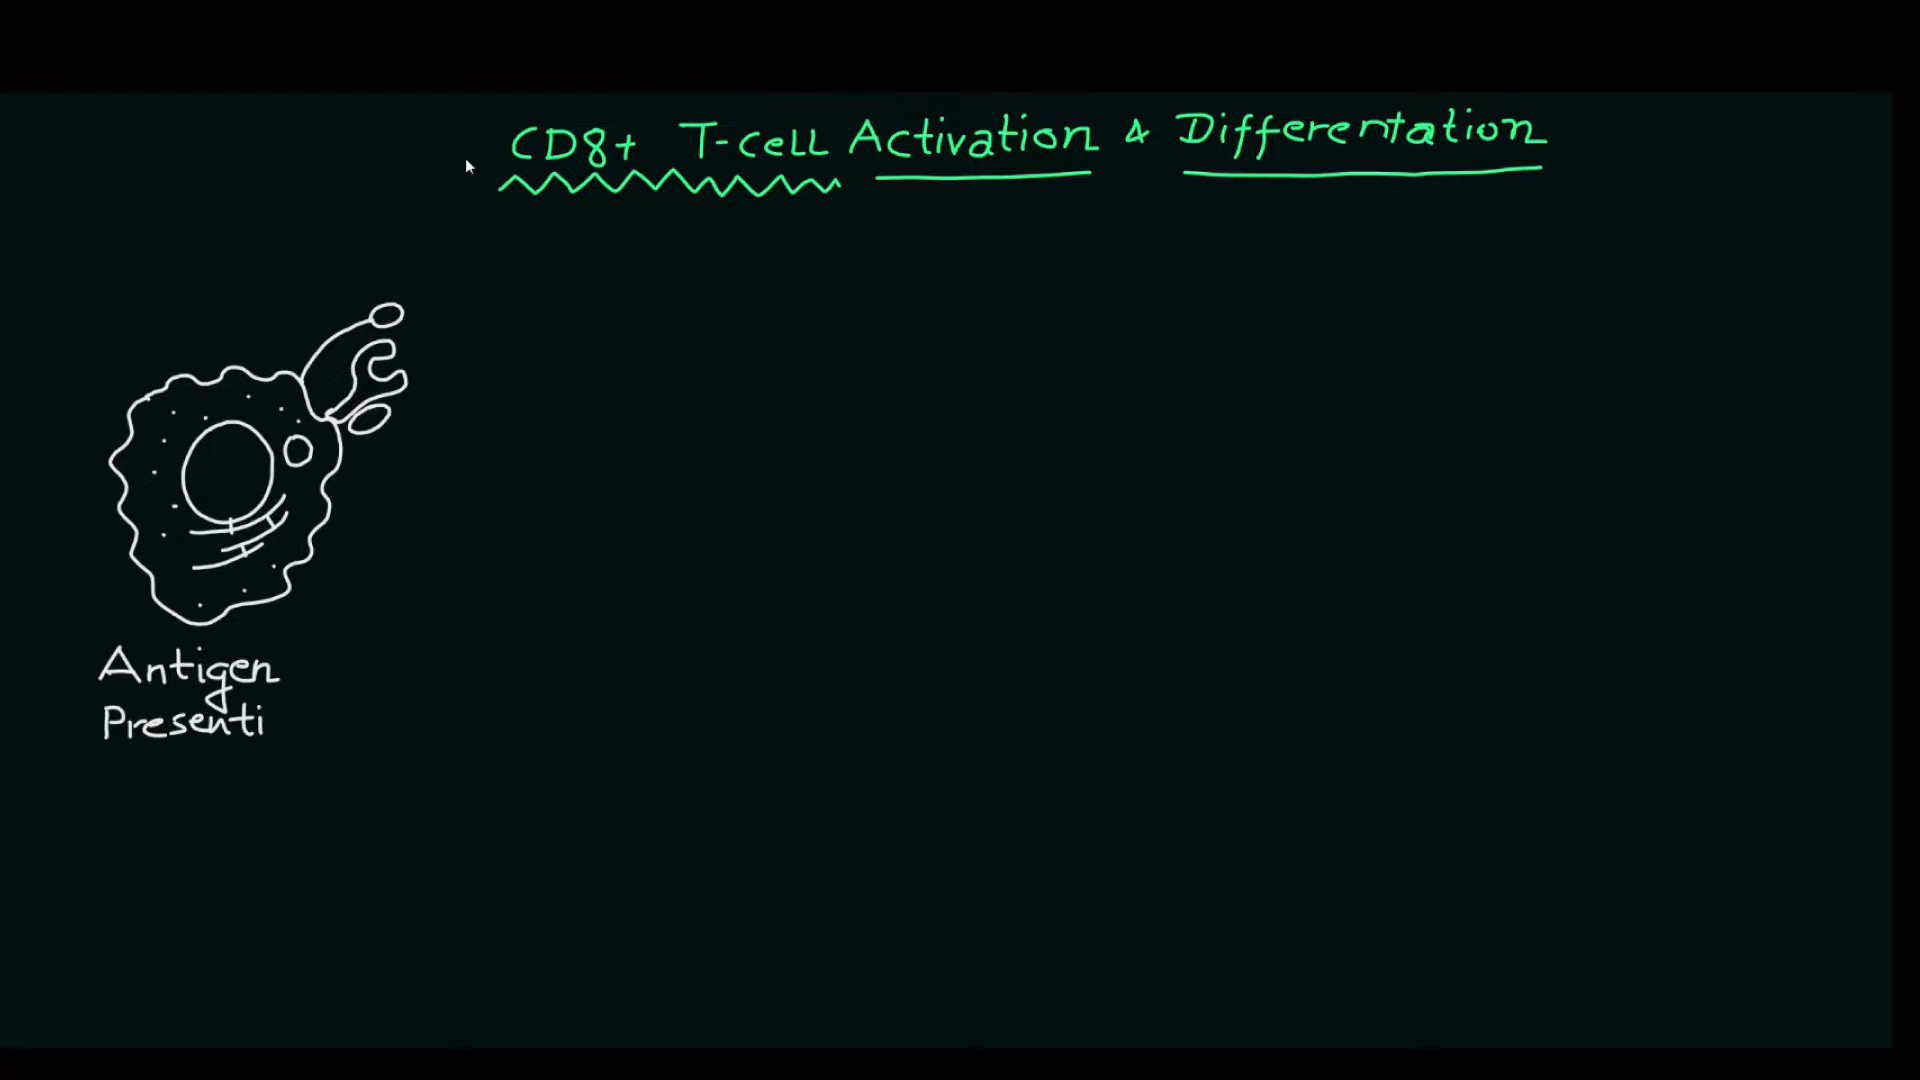 CD8+ T-cell Activation & Differentation
Antigen
Presenti